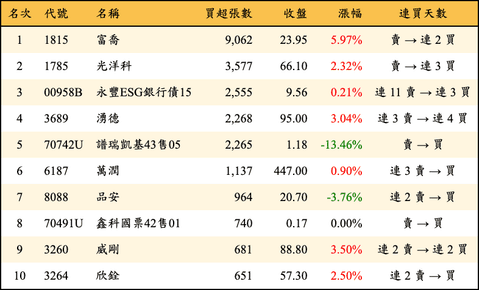 名次 代號 名稱 買超張數 收盤 漲幅 連買天數
1 1815 富喬 9,062 23.95 5.97% 賣 → 連 2 買
2 1785 光洋科 3,577 66.10 2.32% 賣 → 連 3 買
3 00958B 永豐ESG銀行債15 2,555 9.56 0.21% 連 11 賣 → 連 3 買
4 3689 湧德 2,268 95.00 3.04% 連 3 賣 → 連 4 買
5 70742U 譜瑞凱基43售05 2,265 1.18 -13.46% 賣 → 買
6 6187 萬潤 1,137 447.00 0.90% 連 3 賣 → 買
7 8088 品安 964 20.70 -3.76% 連 2 賣 → 買
8 70491U 鑫科國票42售01 740 0.17 0.00% 賣 → 買
9 3260 威剛 681 88.80 3.50% 連 2 賣 → 連 2 買
10 3264 欣銓 651 57.30 2.50% 連 2 賣 → 買